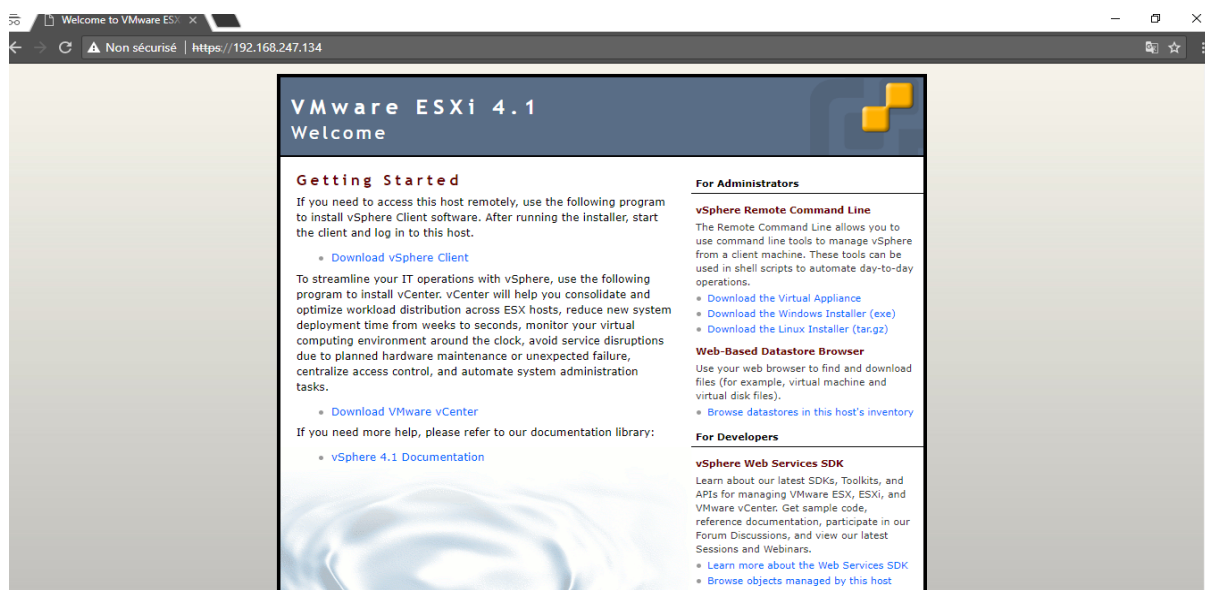 Welcome to VMware ESX
Non sécurisé | https://192.168.247.134
VMware ESXi 4.1
Welcome
Getting Started
If you need to access this host remotely, use the following program
to install vSphere Client software. After running the installer, start
the client and log in to this host.
Download vSphere Client
To streamline your IT operations with vSphere, use the following
program to install vCenter. vCenter will help you consolidate and
optimize workload distribution across ESX hosts, reduce new system
deployment time from weeks to seconds, monitor your virtual
computing environment around the clock, avoid service disruptions
due to planned hardware maintenance or unexpected failure,
centralize access control, and automate system administration
tasks.
Download VMware vCenter
If you need more help, please refer to our documentation library:
vSphere 4.1 Documentation
For Administrators
vSphere Remote Command Line
The Remote Command Line allows you to
use command line tools to manage vSphere
from a client machine. These tools can be
used in shell scripts to automate day-to-day
operations.
Download the Virtual Appliance
Download the Windows Installer (exe)
Download the Linux Installer (tar.gz)
Web-Based Datastore Browser
Use your web browser to find and download
files (for example, virtual machine and
virtual disk files).
Browse datastores in this host's inventory
For Developers
vSphere Web Services SDK
Learn about our latest SDKs, Toolkits, and
APIs for managing VMware ESX, ESXi, and
VMware vCenter. Get sample code,
reference documentation, participate in our
Forum Discussions, and view our latest
Sessions and Webinars.
Learn more about the Web Services SDK
Browse objects managed by this host